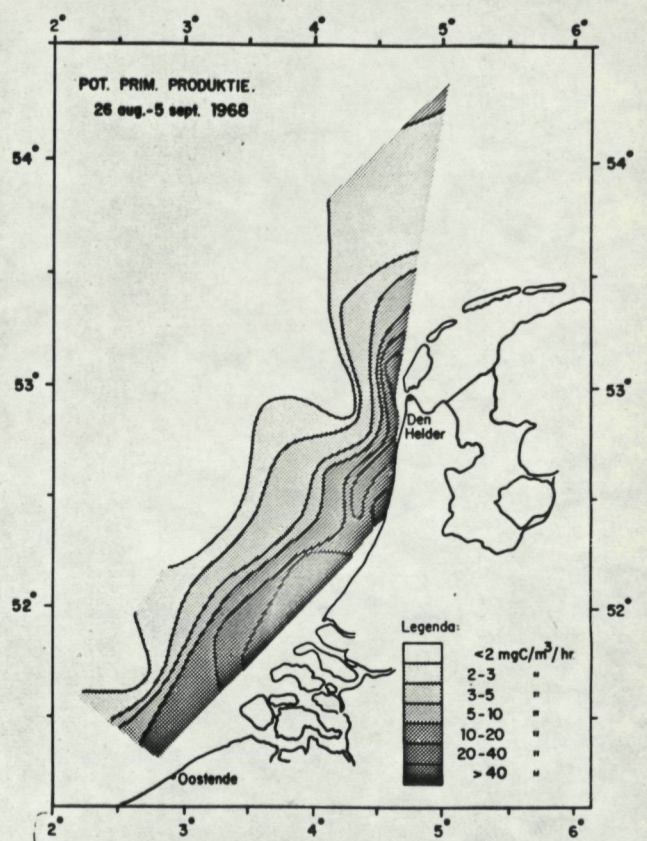 2° 3° 4° 5° 6°
POT. PRIM. PRODUKTIE.
26 aug.-5 sept. 1968
54° 54°
53° 53°
Den
Helder
52° 52°
Legenda:
<2 mgC/m³/hr.
2-3 "
3-5 "
5-10 "
10-20 "
20-40 "
>40 "
Oostende
2° 3° 4° 5° 6°